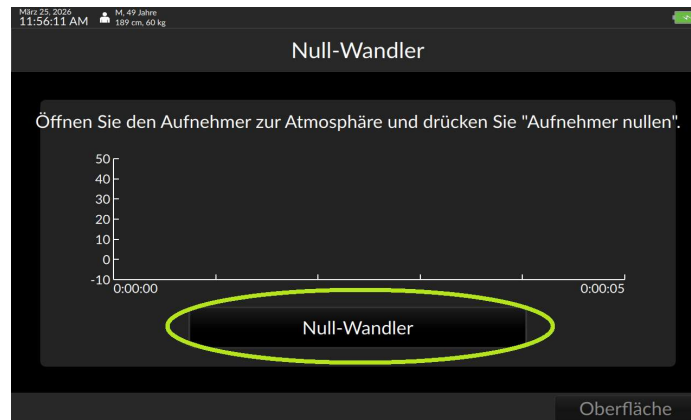 März 25, 2026
11:56:11 AM
M, 49 Jahre
189 cm, 60 kg
Null-Wandler
Öffnen Sie den Aufnehmer zur Atmosphäre und drücken Sie "Aufnehmer nullen".
50
40
30
20
10
0
-10
0:00:00 0:00:05
Null-Wandler
Oberfläche